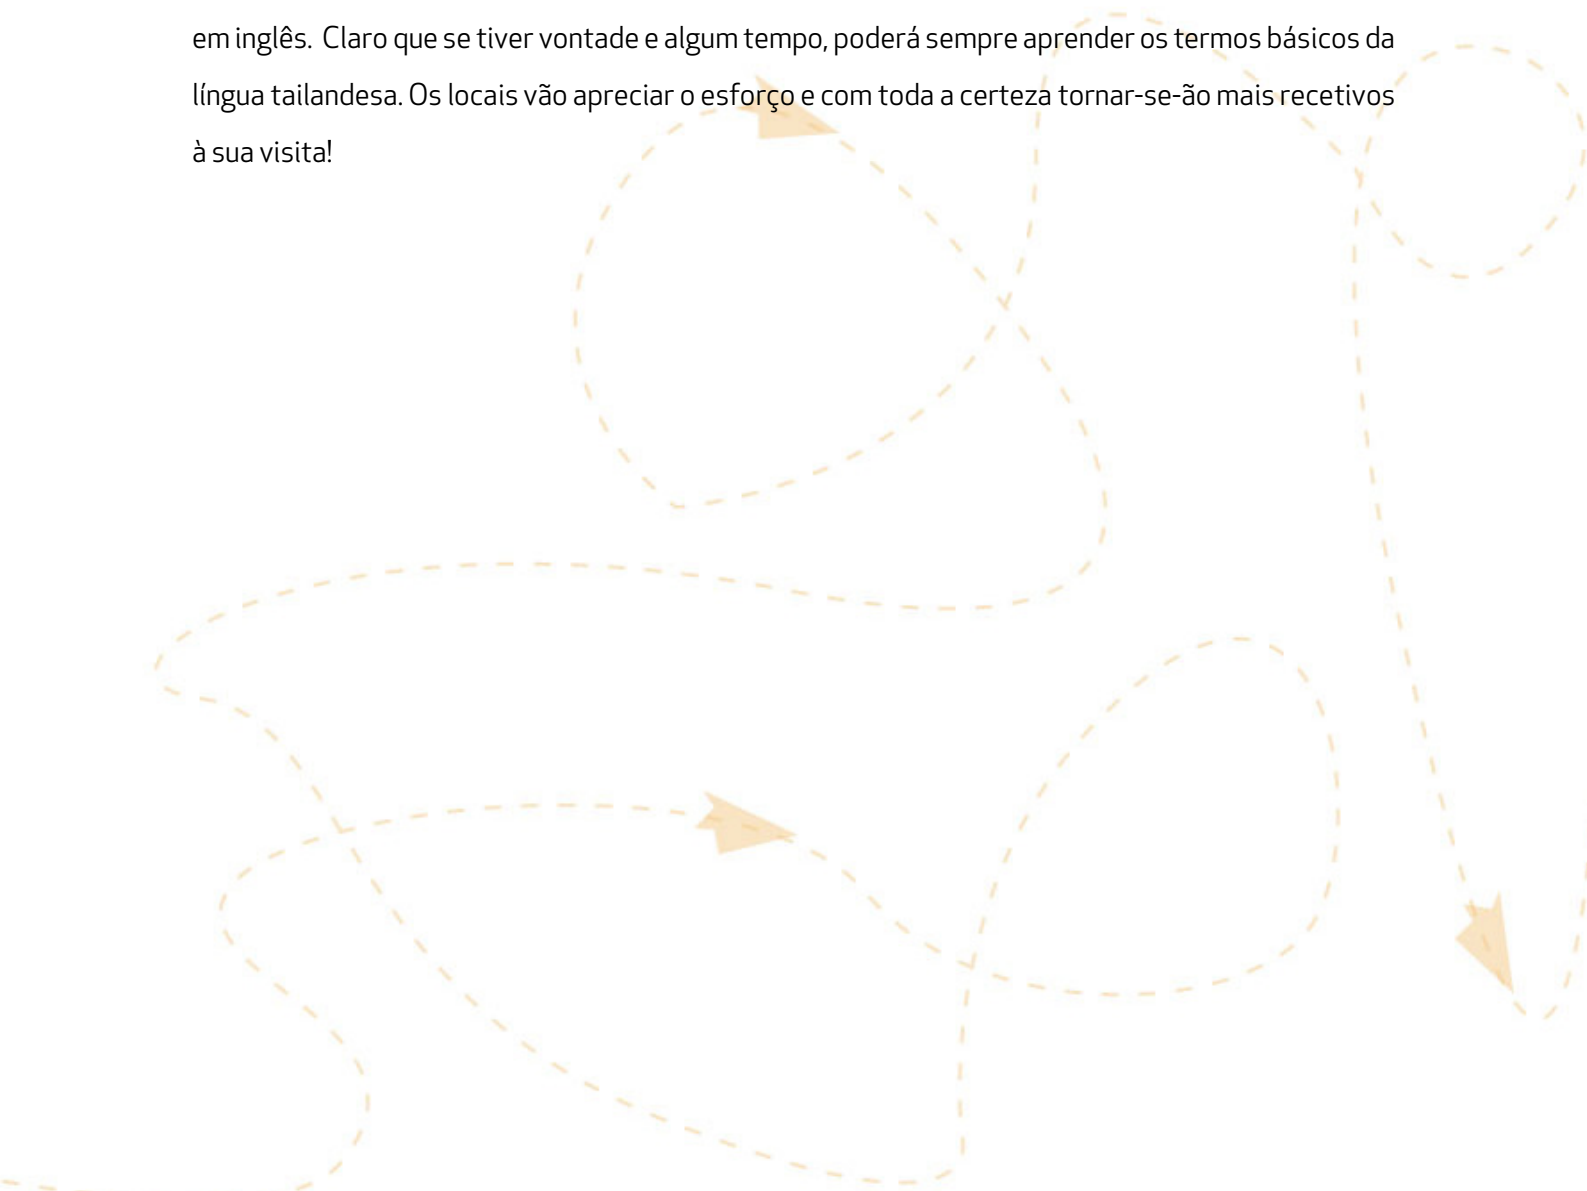 em inglês. Claro que se tiver vontade e algum tempo, poderá sempre aprender os termos básicos da
língua tailandesa. Os locais vão apreciar o esforço e com toda a certeza tornar-se-ão mais recetivos
à sua visita!